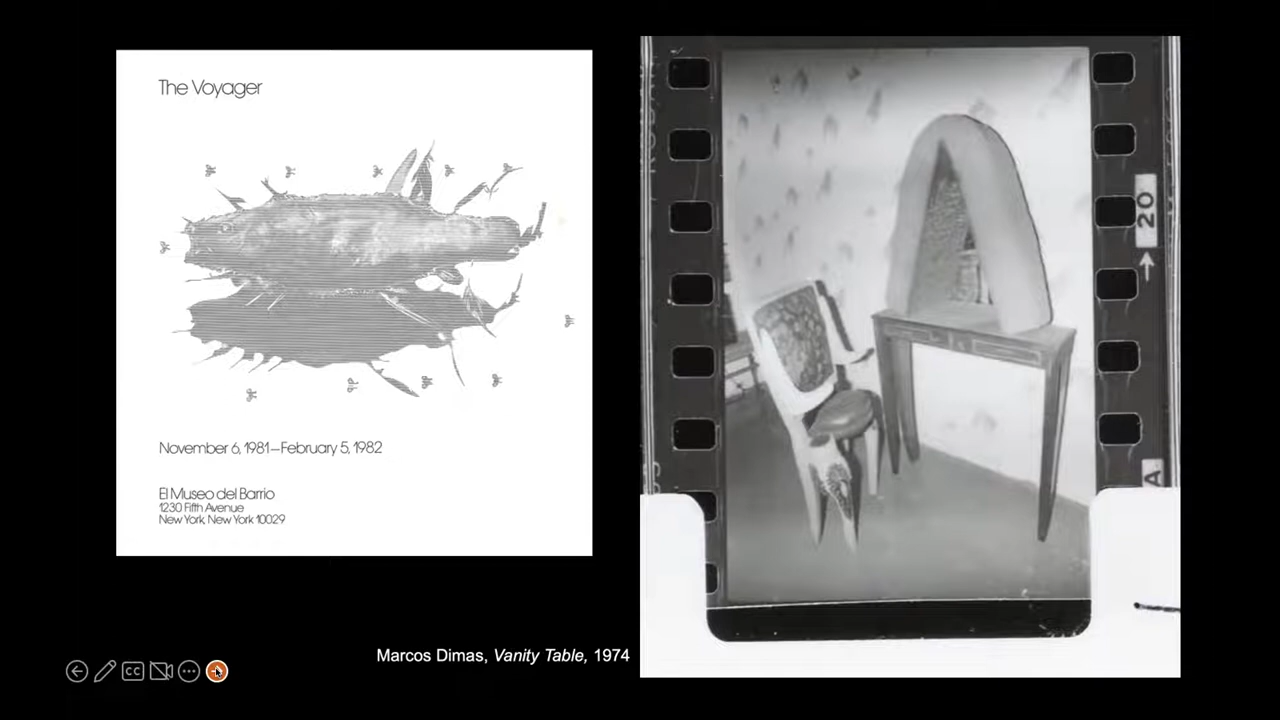 The Voyager
November 6, 1981–February 5, 1982
El Museo del Barrio
1230 Fifth Avenue
New York, New York 10029
20
A
Marcos Dimas, Vanity Table, 1974
CC